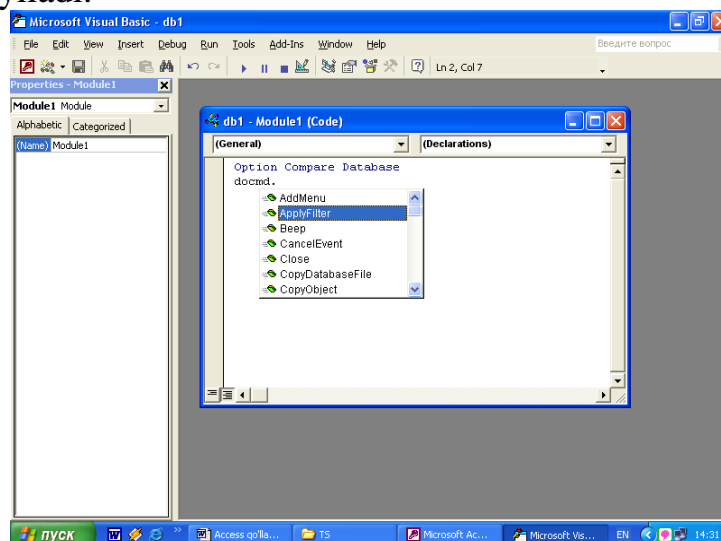 Microsoft Visual Basic - db1
File Edit View Insert Debug Run Tools Add-Ins Window Help
Введите вопрос
Ln 2, Col 7
Properties - Module1
Module1 Module
Alphabetic Categorized
(Name) Module1
db1 - Module1 (Code)
(General) (Declarations)
Option Compare Database
docmd.
AddMenu
ApplyFilter
Beep
CancelEvent
Close
CopyDatabaseFile
CopyObject
пуск
Access qo'lla...
TS
Microsoft Ac...
Microsoft Vis...
EN
14:31